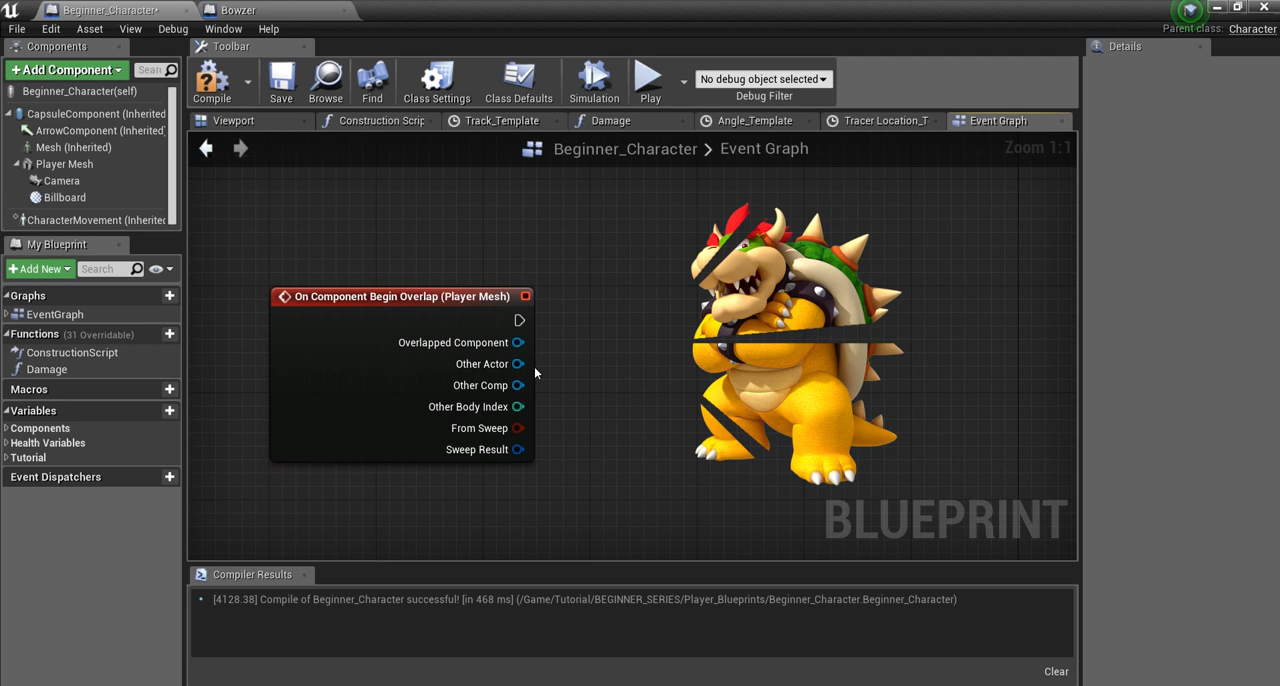 Beginner_Character*
Bowzer
File Edit Asset View Debug Window Help
Parent class: Character
Components
Toolbar
Details
+Add Component
Sear
Compile
Save
Browse
Find
Class Settings
Class Defaults
Simulation
Play
No debug object selected
Debug Filter
Beginner_Character(self)
CapsuleComponent (Inherited
ArrowComponent (Inherited)
Mesh (Inherited)
Player Mesh
Camera
Billboard
CharacterMovement (Inherited
Viewport
Construction Scrip
Track_Template
Damage
Angle_Template
Tracer Location_T
Event Graph
Beginner_Character > Event Graph
Zoom 1:1
My Blueprint
+Add New
Search
Graphs
EventGraph
Functions (31 Overridable)
ConstructionScript
Damage
Macros
Variables
Components
Health Variables
Tutorial
Event Dispatchers
On Component Begin Overlap (Player Mesh)
Overlapped Component
Other Actor
Other Comp
Other Body Index
From Sweep
Sweep Result
BLUEPRINT
Compiler Results
[4128.38] Compile of Beginner_Character successful! [in 468 ms] (/Game/Tutorial/BEGINNER_SERIES/Player_Blueprints/Beginner_Character.Beginner_Character)
Clear